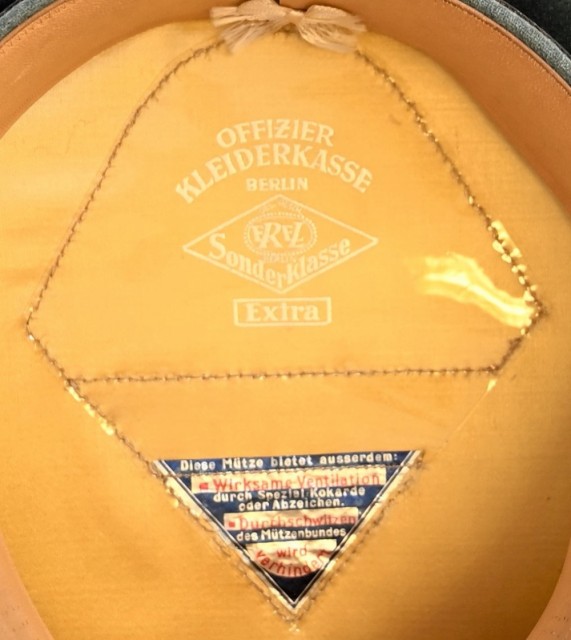 OFFIZIER
KLEIDERKASSE
BERLIN
EREL
Sonderklasse
Extra
Diese Mütze bietet ausserdem:
Wirksame Ventilation
durch Spezial-Kokarde
oder Abzeichen.
Durchschwitzen
des Mützenbundes
wird
verhindert